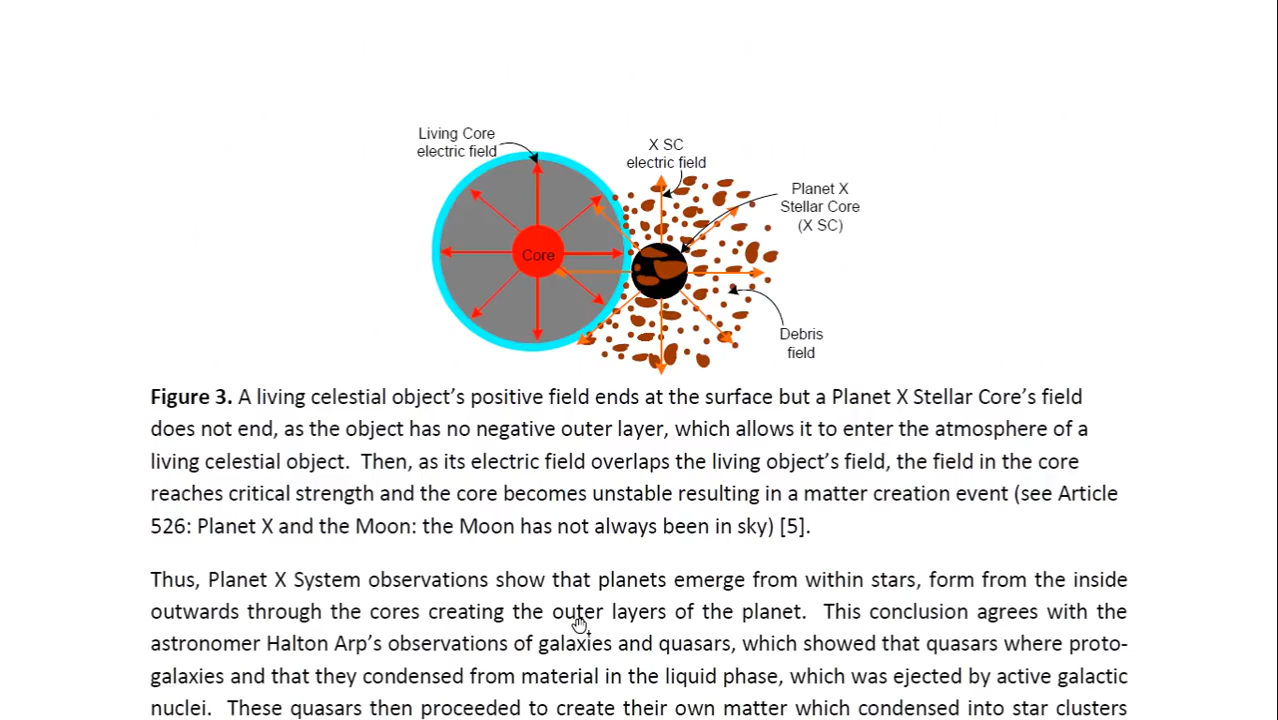 Living Core
electric field
X SC
electric field
Planet X
Stellar Core
(X SC)
Core
Debris
field
Figure 3. A living celestial object's positive field ends at the surface but a Planet X Stellar Core's field
does not end, as the object has no negative outer layer, which allows it to enter the atmosphere of a
living celestial object. Then, as its electric field overlaps the living object's field, the field in the core
reaches critical strength and the core becomes unstable resulting in a matter creation event (see Article
526: Planet X and the Moon: the Moon has not always been in sky) [5].
Thus, Planet X System observations show that planets emerge from within stars, form from the inside
outwards through the cores creating the outer layers of the planet. This conclusion agrees with the
astronomer Halton Arp's observations of galaxies and quasars, which showed that quasars where proto-
galaxies and that they condensed from material in the liquid phase, which was ejected by active galactic
nuclei. These quasars then proceeded to create their own matter which condensed into star clusters